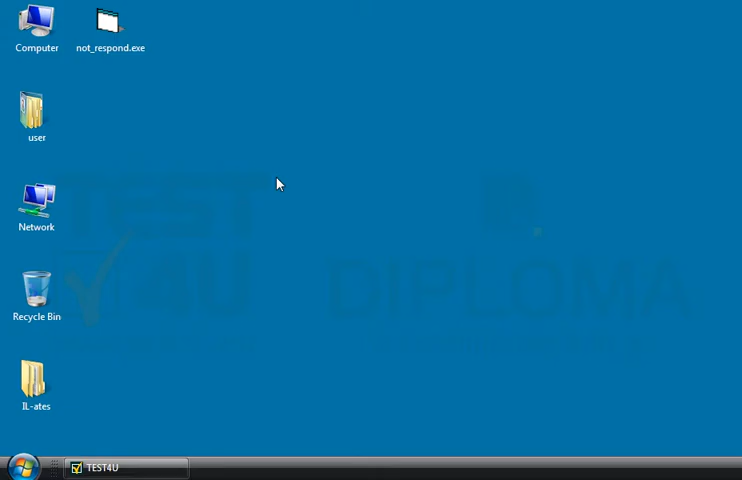 Computer
not_respond.exe
user
Network
TEST
4U
DIPLOMA
Recycle Bin
IL-ates
TEST4U